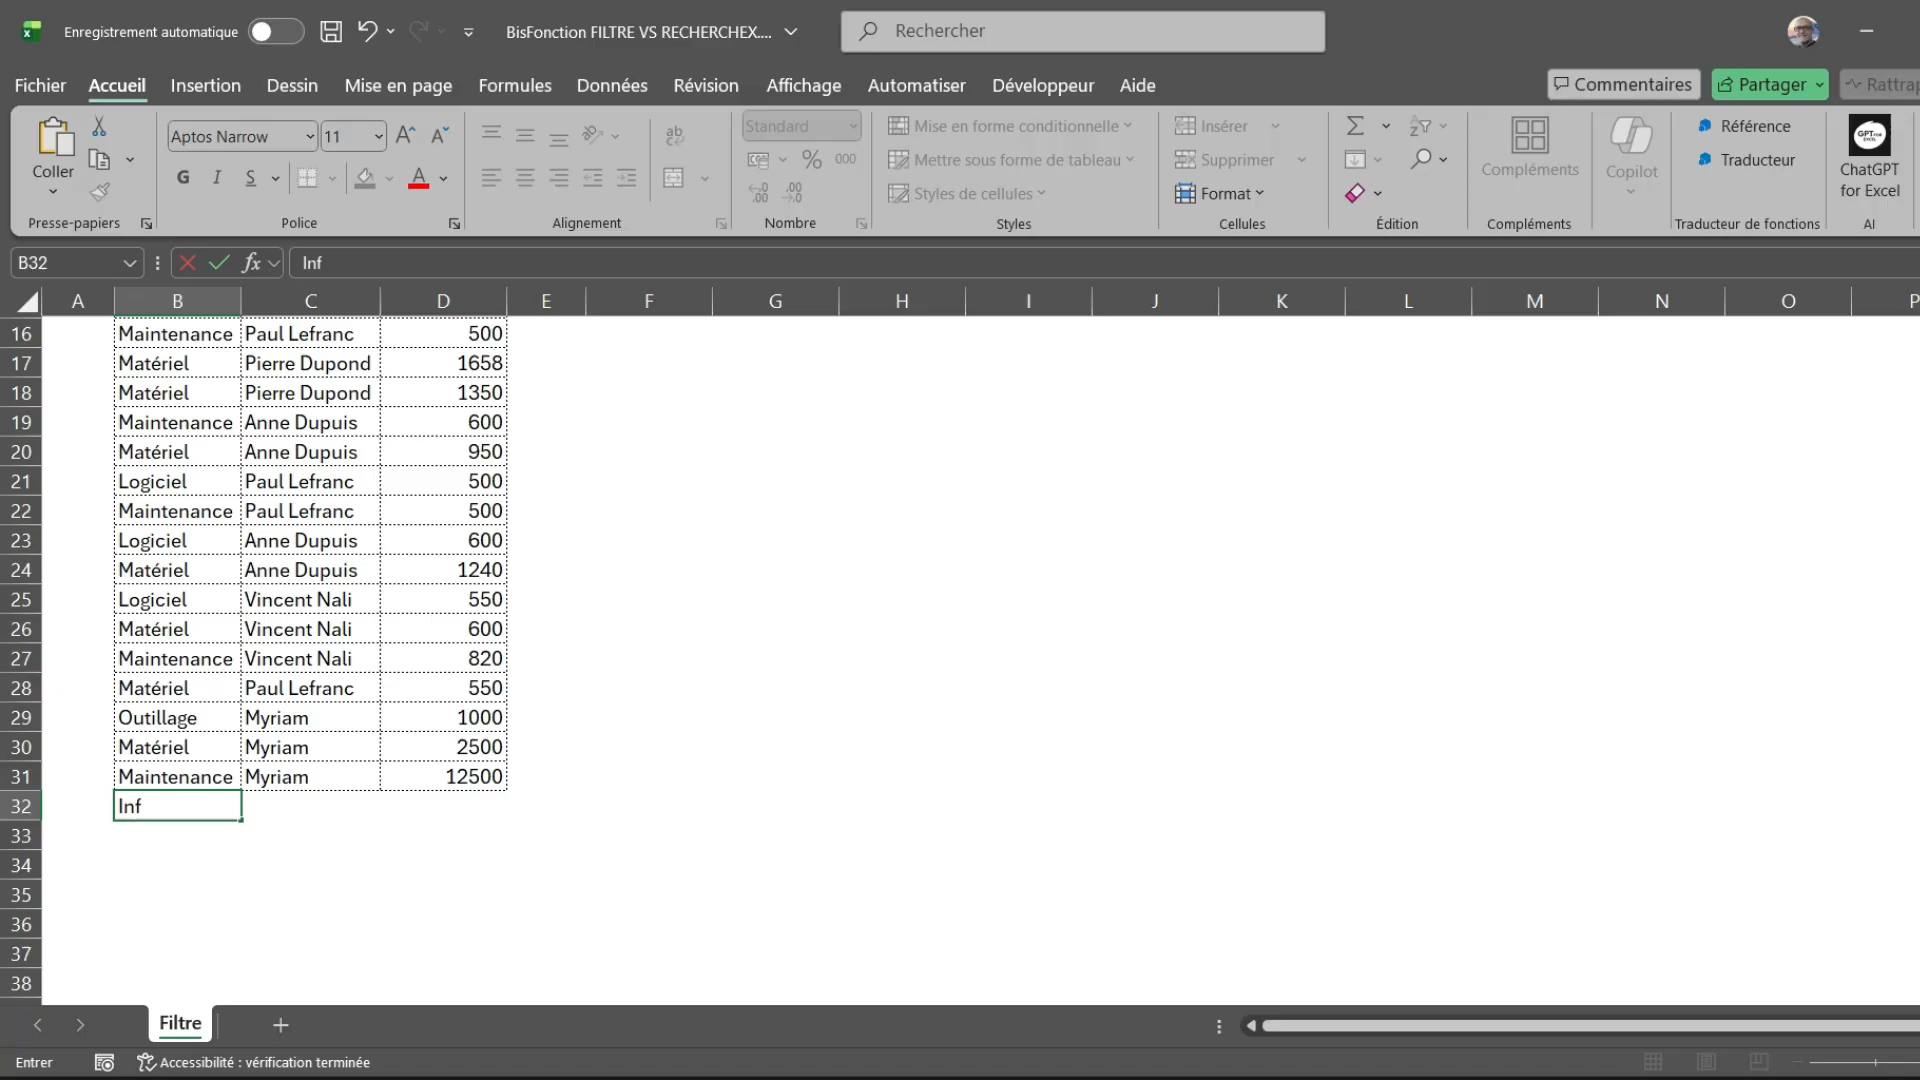 Enregistrement automatique
BisFonction FILTRE VS RECHERCHEX....
Rechercher
Fichier Accueil Insertion Dessin Mise en page Formules Données Révision Affichage Automatiser Développeur Aide
Commentaires Partager Rattrap
Coller
Presse-papiers
Aptos Narrow 11
G I S
Police
ab
Alignement
Standard
% 000
Nombre
Mise en forme conditionnelle
Mettre sous forme de tableau
Styles de cellules
Styles
Insérer
Supprimer
Format
Cellules
Édition
Compléments
Compléments
Copilot
Référence
Traducteur
Traducteur de fonctions
GPT FOR EXCEL
ChatGPT
for Excel
AI
B32 fx Inf
A B C D E F G H I J K L M N O P
16 Maintenance Paul Lefranc 500
17 Matériel Pierre Dupond 1658
18 Matériel Pierre Dupond 1350
19 Maintenance Anne Dupuis 600
20 Matériel Anne Dupuis 950
21 Logiciel Paul Lefranc 500
22 Maintenance Paul Lefranc 500
23 Logiciel Anne Dupuis 600
24 Matériel Anne Dupuis 1240
25 Logiciel Vincent Nali 550
26 Matériel Vincent Nali 600
27 Maintenance Vincent Nali 820
28 Matériel Paul Lefranc 550
29 Outillage Myriam 1000
30 Matériel Myriam 2500
31 Maintenance Myriam 12500
32 Inf
33
34
35
36
37
38
Filtre
Entrer Accessibilité : vérification terminée